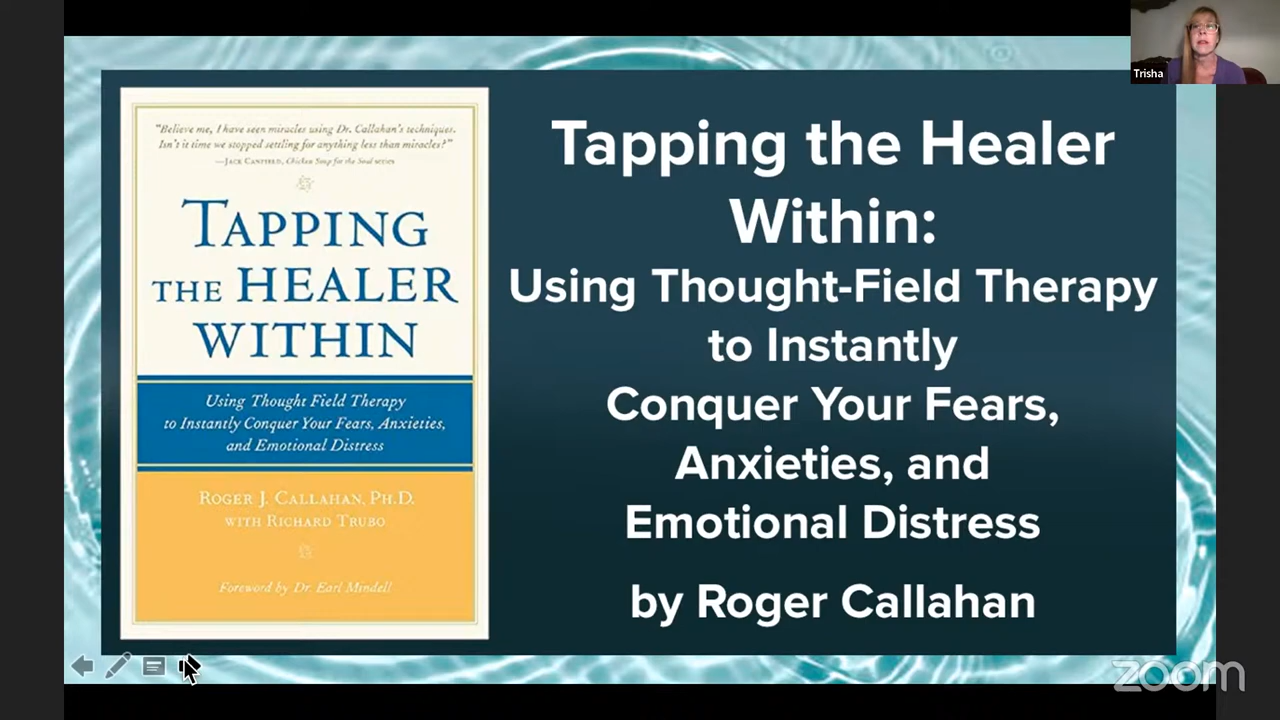 "Believe me, I have seen miracles using Dr. Callahan's techniques.
Isn't it time we stopped settling for anything less than miracles?"
—JACK CANFIELD, Chicken Soup for the Soul series
TAPPING
THE HEALER
WITHIN
Using Thought Field Therapy
to Instantly Conquer Your Fears, Anxieties,
and Emotional Distress
ROGER J. CALLAHAN, PH.D.
WITH RICHARD TRUBO
Foreword by Dr. Earl Mindell
Tapping the Healer
Within:
Using Thought-Field Therapy
to Instantly
Conquer Your Fears,
Anxieties, and
Emotional Distress
by Roger Callahan
Trisha
zoom